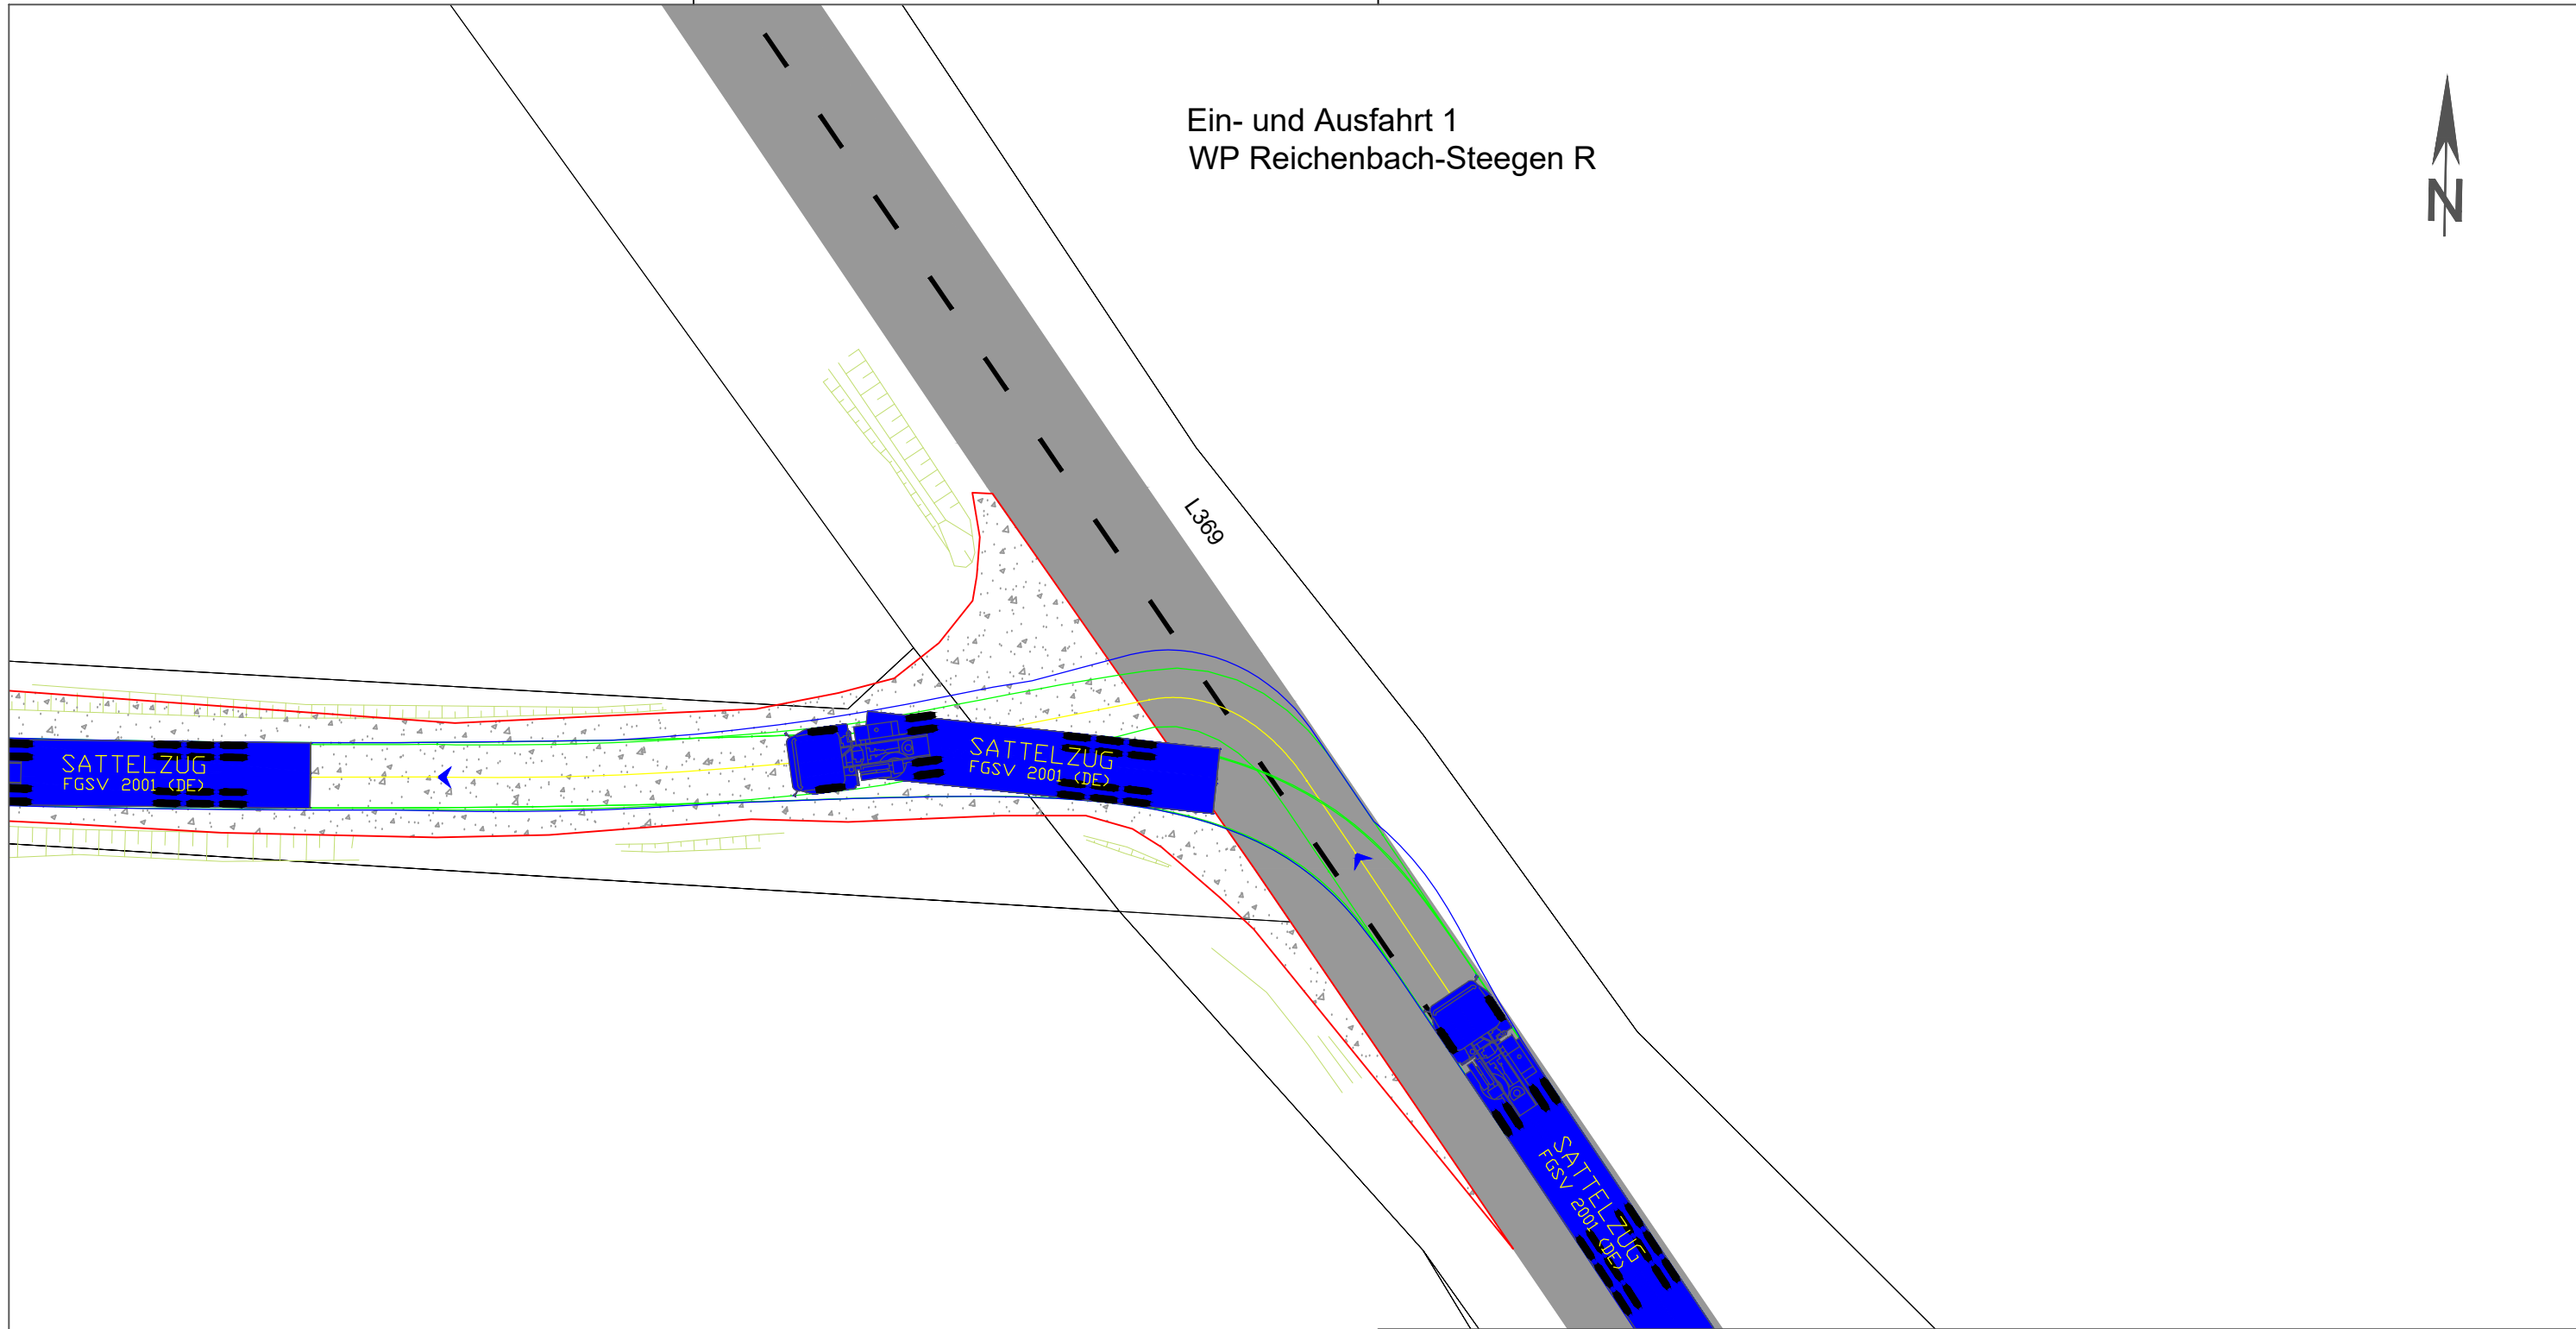 Ein- und Ausfahrt 1
WP Reichenbach-Steegen R
N
L369
SATTELZUG
FGSV 2001 (DE)
SATTELZUG
FGSV 2001 (DE)
SATTELZUG
FGSV 2001 (DE)